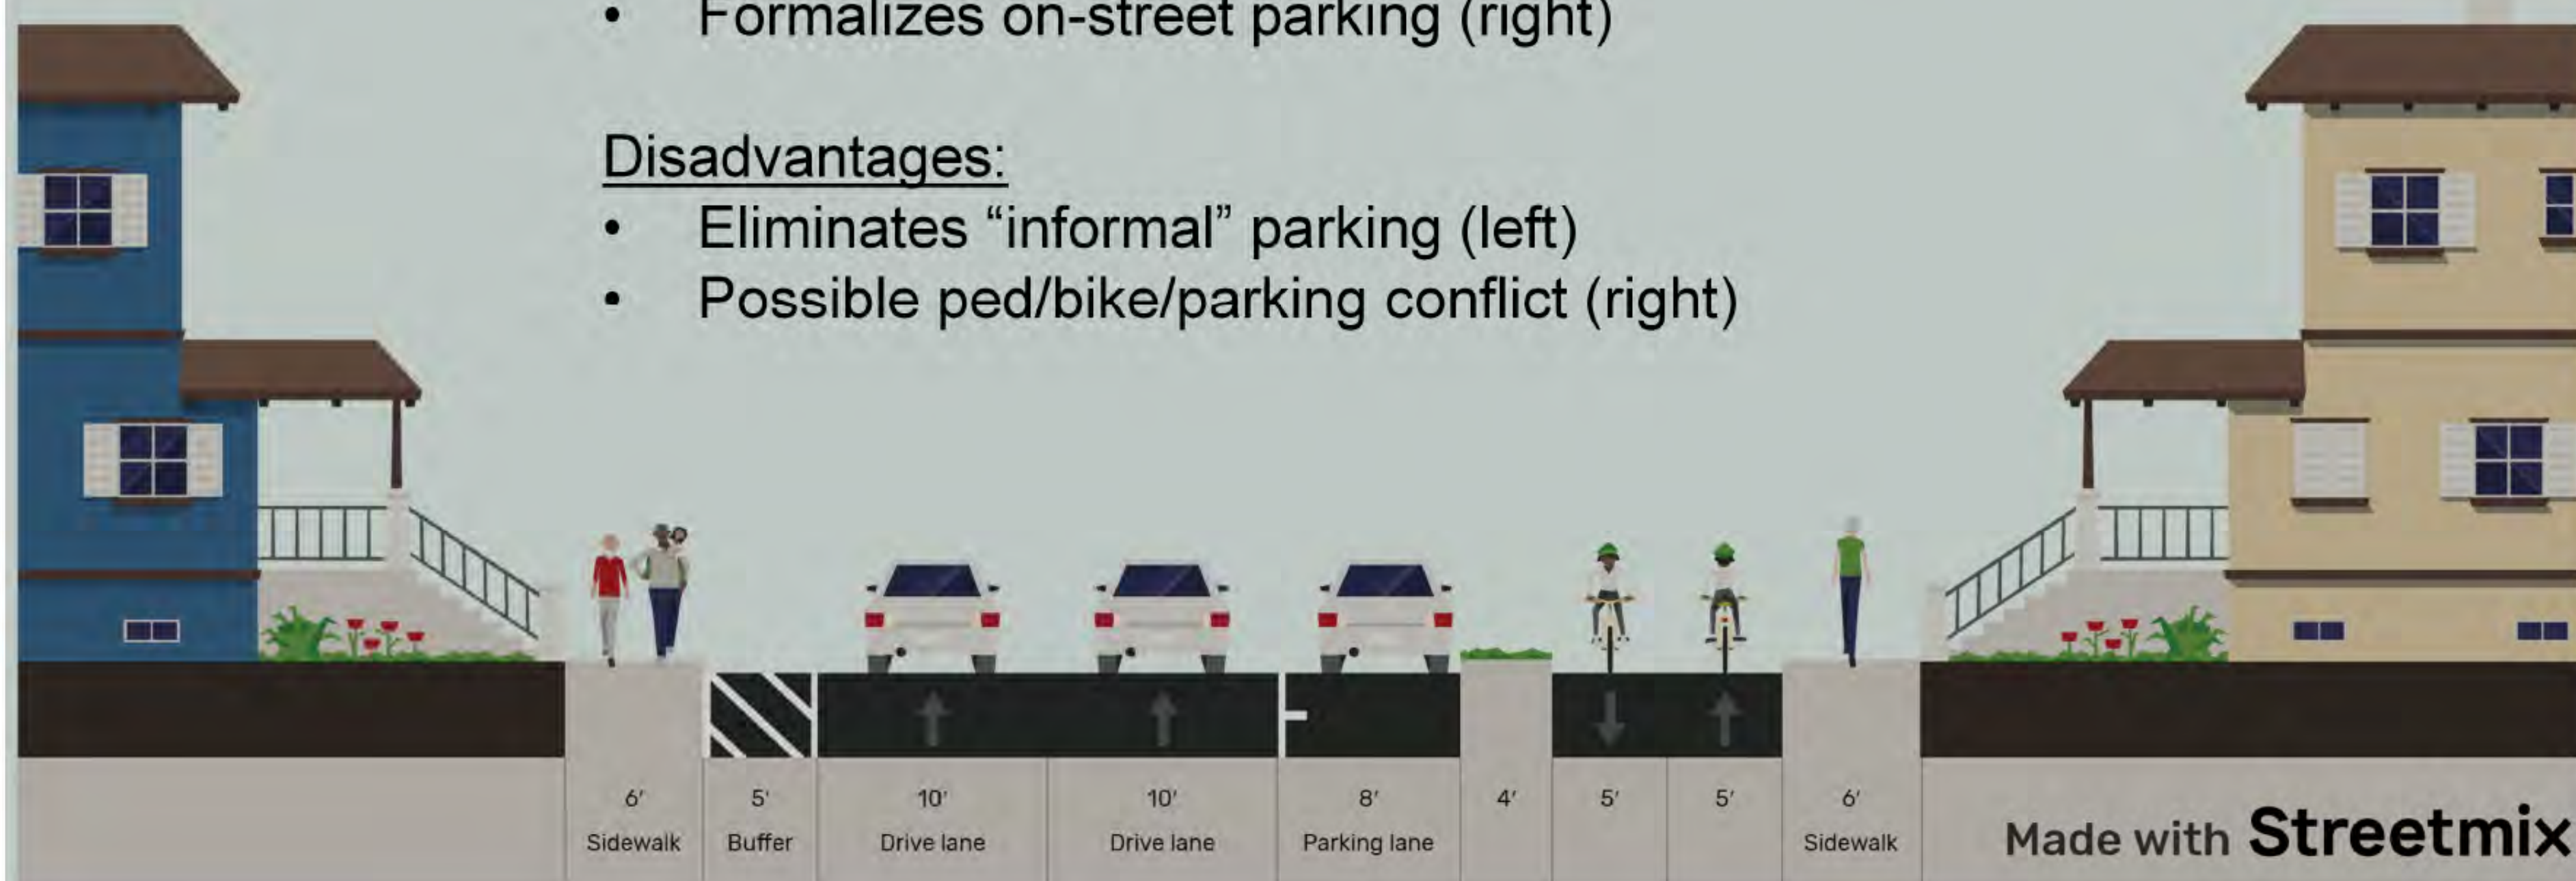 • Formalizes on-street parking (right)
Disadvantages:
• Eliminates “informal” parking (left)
• Possible ped/bike/parking conflict (right)
6' 5' 10' 10' 8' 4' 5' 5' 6'
Sidewalk Buffer Drive lane Drive lane Parking lane Sidewalk
Made with Streetmix